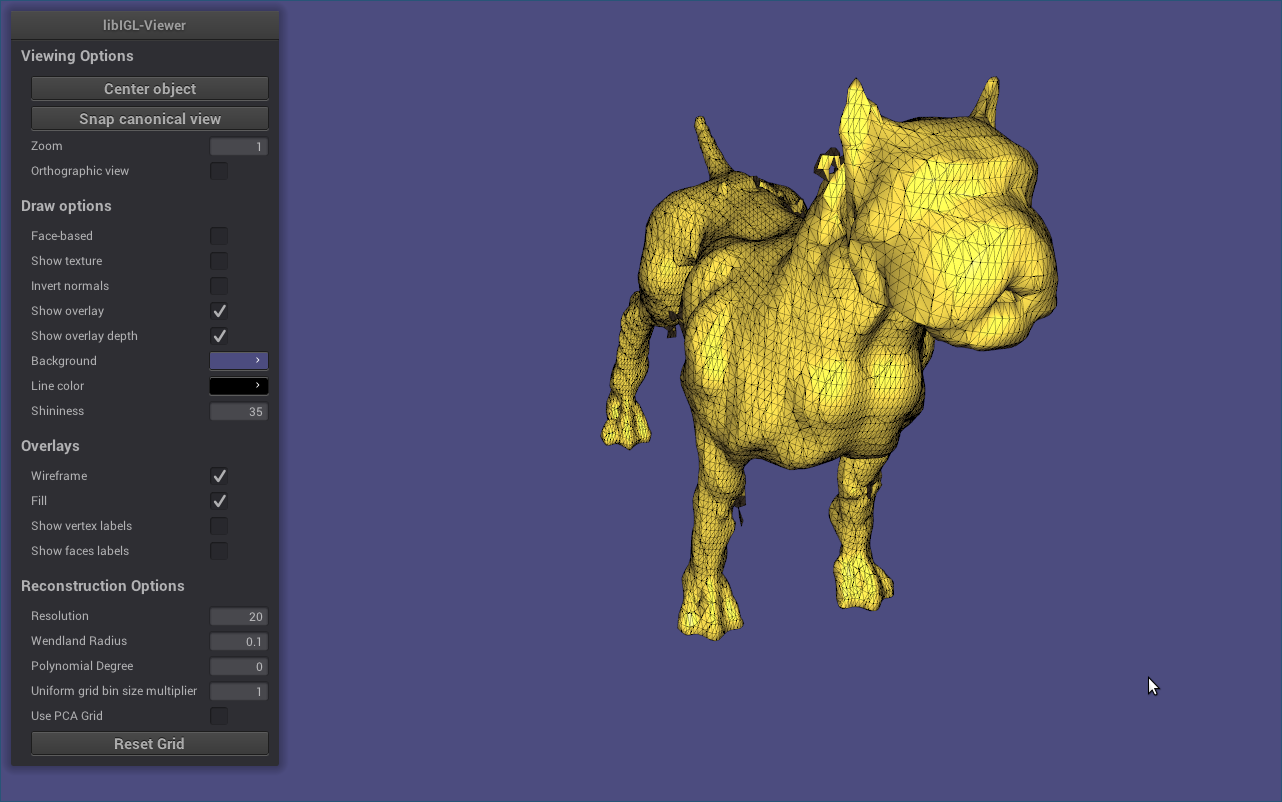 libIGL-Viewer
Viewing Options
Center object
Snap canonical view
Zoom 1
Orthographic view
Draw options
Face-based
Show texture
Invert normals
Show overlay
Show overlay depth
Background
Line color
Shininess 35
Overlays
Wireframe
Fill
Show vertex labels
Show faces labels
Reconstruction Options
Resolution 20
Wendland Radius 0.1
Polynomial Degree 0
Uniform grid bin size multiplier 1
Use PCA Grid
Reset Grid